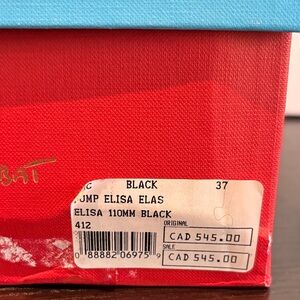 BLACK 37
PUMP ELISA ELAS
ELISA 110MM BLACK
412
ORIGINAL
CAD 545.00
SALE
CAD 545.00
0 88882 06975 9